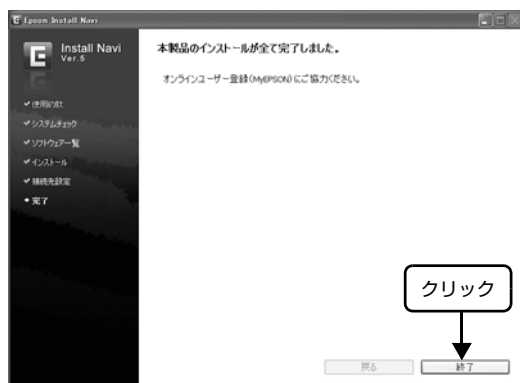 Epson Install Navi
E Install Navi
Ver.5
使用許諾
システムチェック
ソフトウェア一覧
インストール
接続先設定
完了
本製品のインストールが全て完了しました。
オンラインユーザー登録(MyEPSON)にご協力ください。
クリック
戻る
終了